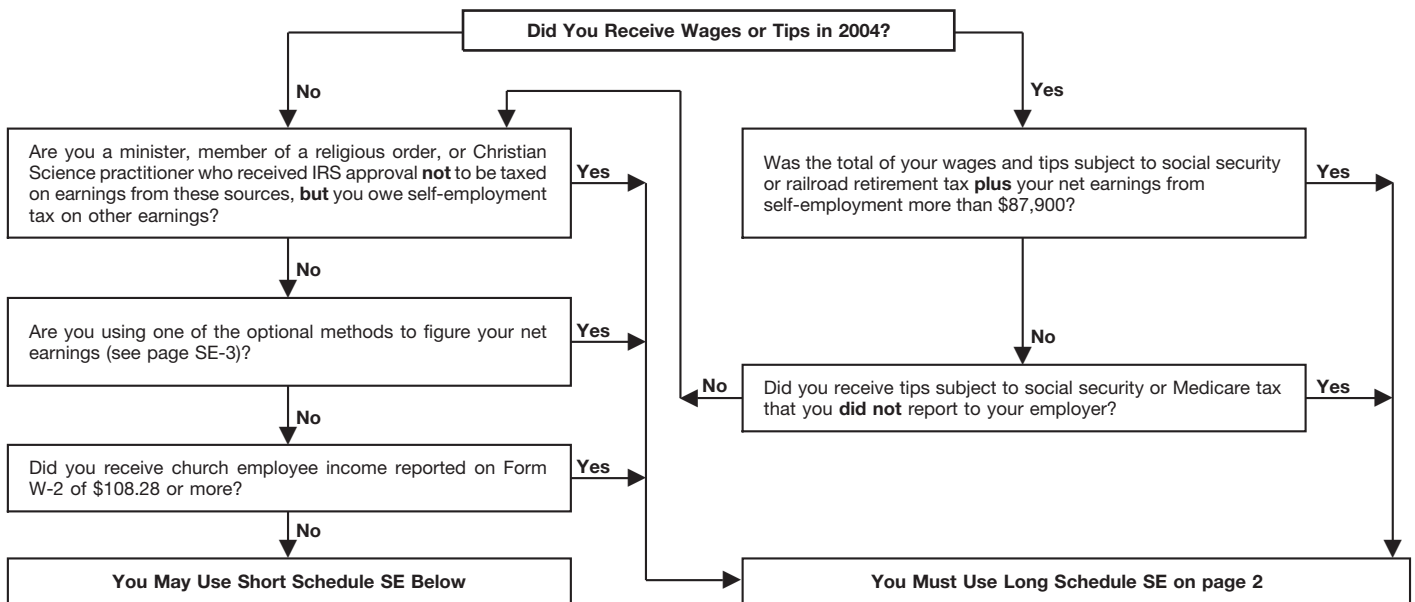 Did You Receive Wages or Tips in 2004?
No
Yes
Are you a minister, member of a religious order, or Christian
Science practitioner who received IRS approval not to be taxed
on earnings from these sources, but you owe self-employment
tax on other earnings?
Yes
Was the total of your wages and tips subject to social security
or railroad retirement tax plus your net earnings from
self-employment more than $87,900?
Yes
No
Are you using one of the optional methods to figure your net
earnings (see page SE-3)?
Yes
No
No
Did you receive tips subject to social security or Medicare tax
that you did not report to your employer?
Yes
No
Did you receive church employee income reported on Form
W-2 of $108.28 or more?
Yes
No
You May Use Short Schedule SE Below
You Must Use Long Schedule SE on page 2